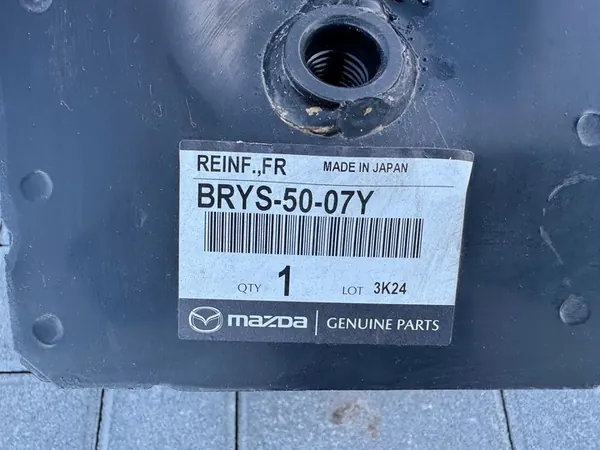 REINF.,FR MADE IN JAPAN
BRYS-50-07Y
QTY 1 LOT 3K24
mazda GENUINE PARTS